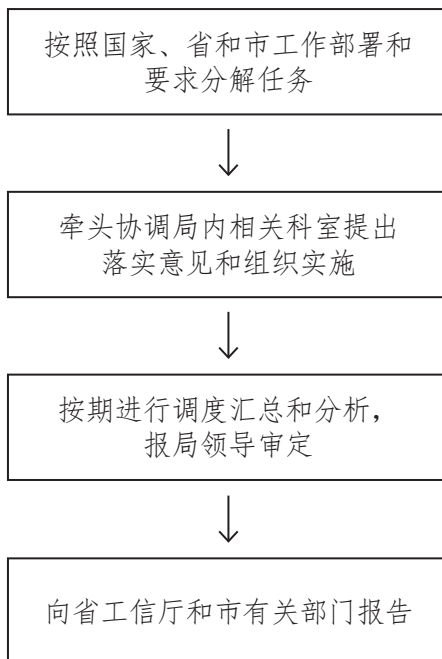 按照国家、省和市工作部署和
要求分解任务
牵头协调局内相关科室提出
落实意见和组织实施
按期进行调度汇总和分析，
报局领导审定
向省工信厅和市有关部门报告